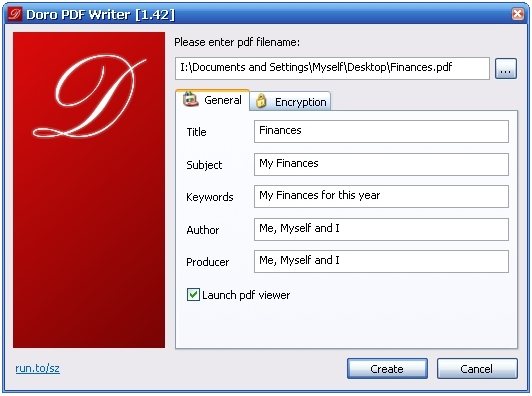 Doro PDF Writer [1.42]
Please enter pdf filename:
I:\Documents and Settings\Myself\Desktop\Finances.pdf
...
General
Encryption
Title
Finances
Subject
My Finances
Keywords
My Finances for this year
Author
Me, Myself and I
Producer
Me, Myself and I
Launch pdf viewer
run.to/sz
Create
Cancel